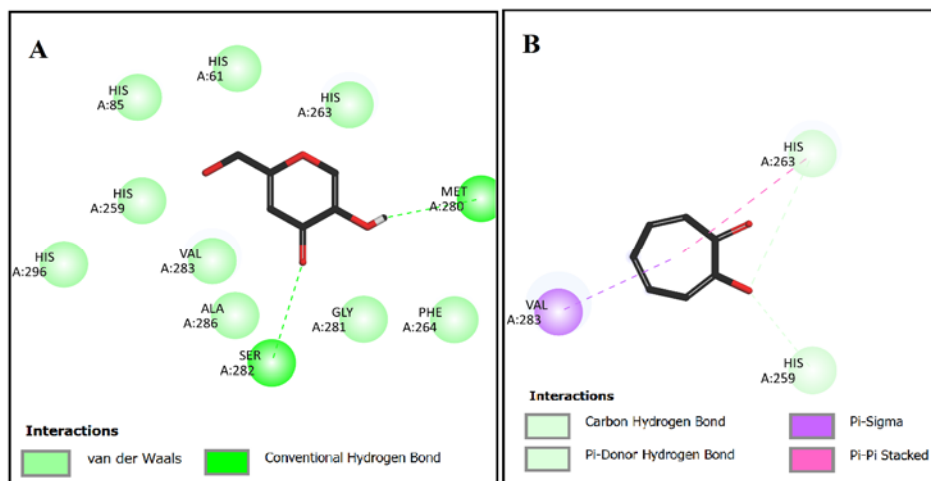 A
HIS
A:61
HIS
A:85
HIS
A:263
MET
A:280
HIS
A:259
HIS
A:296
VAL
A:283
ALA
A:286
GLY
A:281
PHE
A:264
SER
A:282
Interactions
van der Waals
Conventional Hydrogen Bond
B
HIS
A:263
VAL
A:283
HIS
A:259
Interactions
Carbon Hydrogen Bond
Pi-Sigma
Pi-Donor Hydrogen Bond
Pi-Pi Stacked